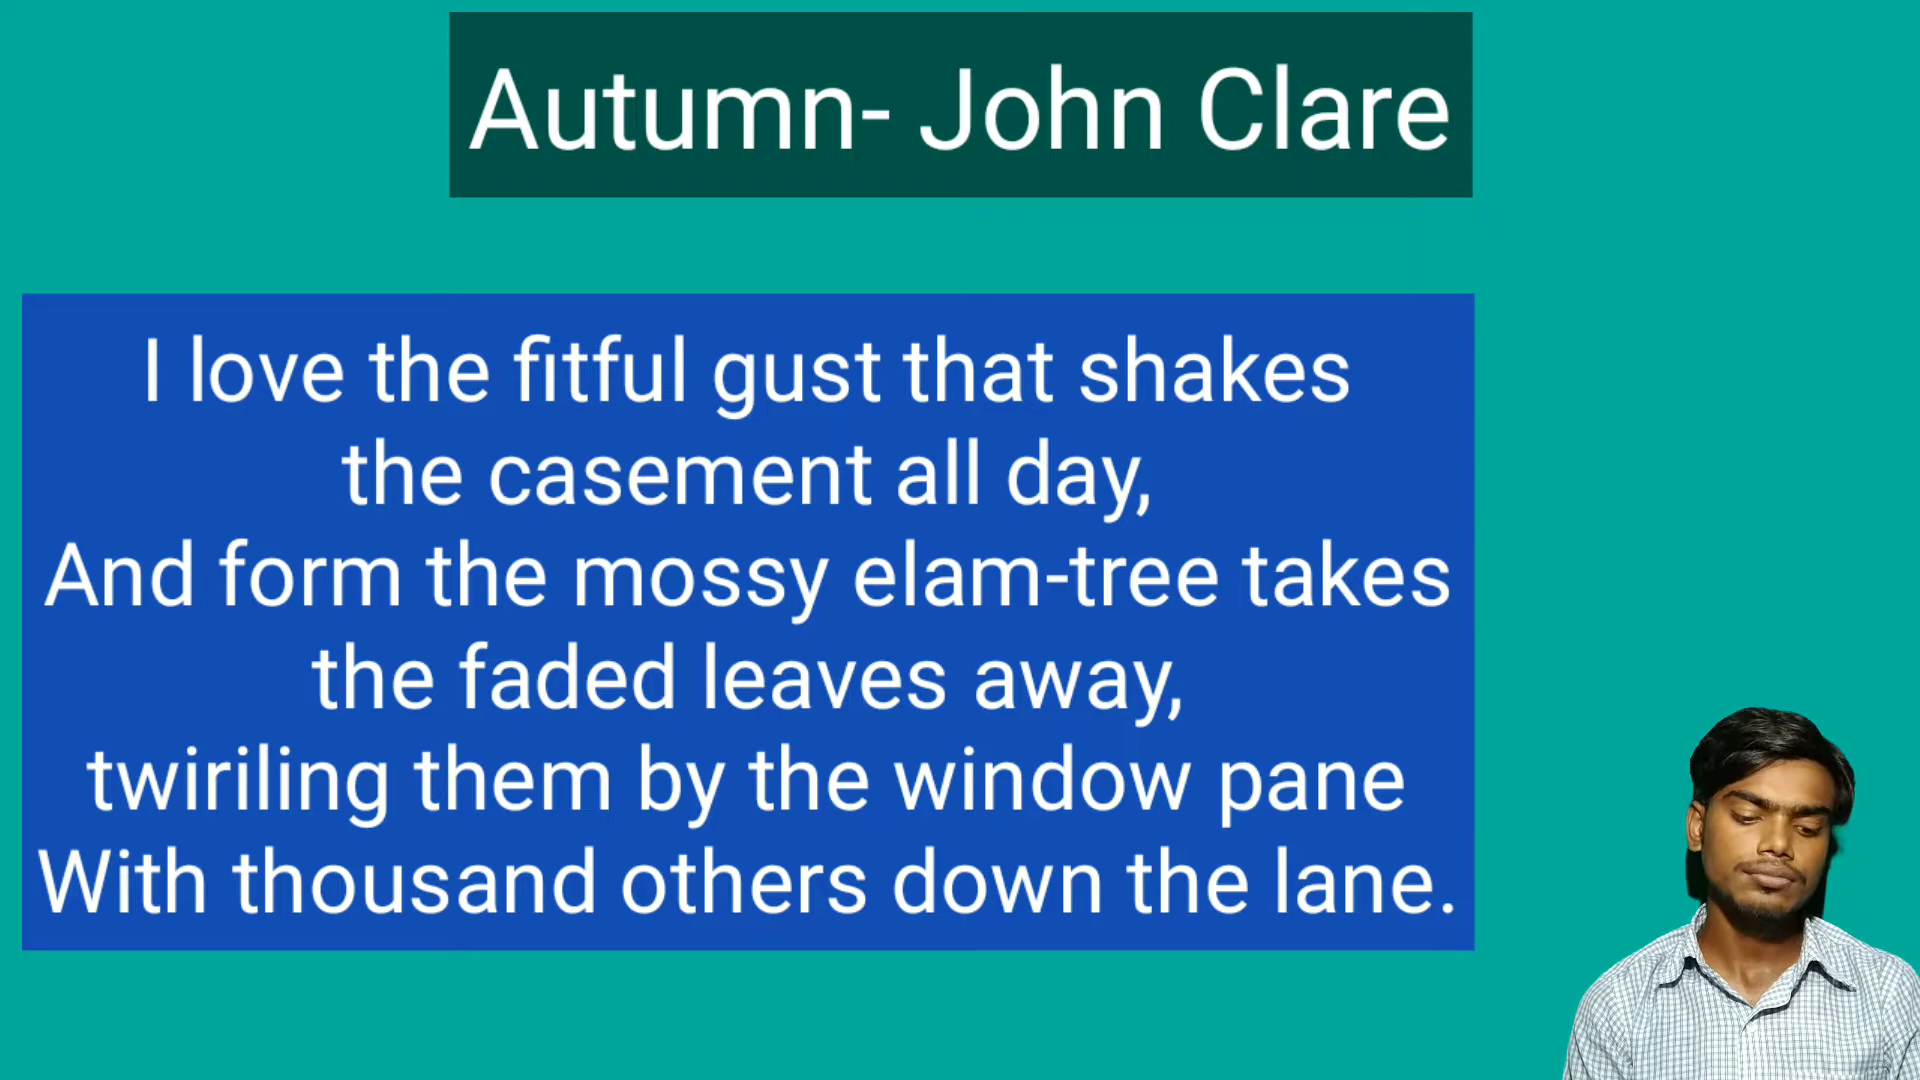 Autumn- John Clare
I love the fitful gust that shakes
the casement all day,
And form the mossy elam-tree takes
the faded leaves away,
twiriling them by the window pane
With thousand others down the lane.